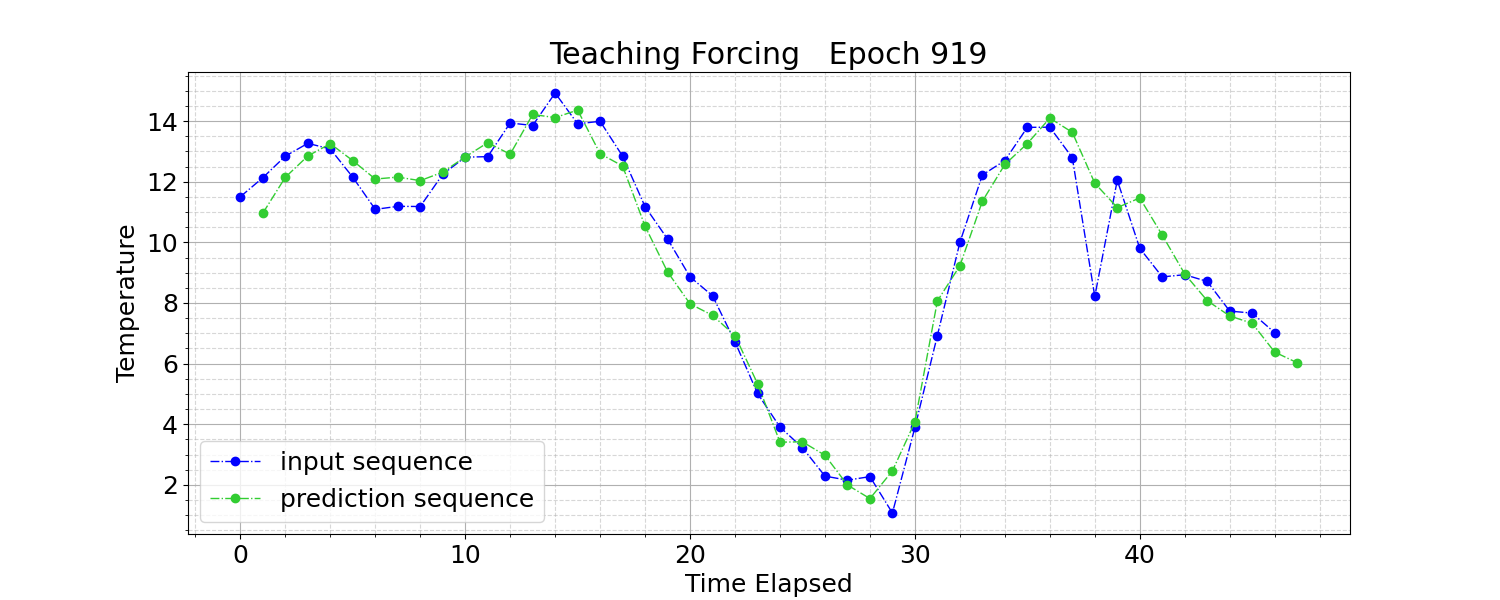 Teaching Forcing   Epoch 919
14
12
10
8
6
4
2
Temperature
input sequence
prediction sequence
0 10 20 30 40
Time Elapsed